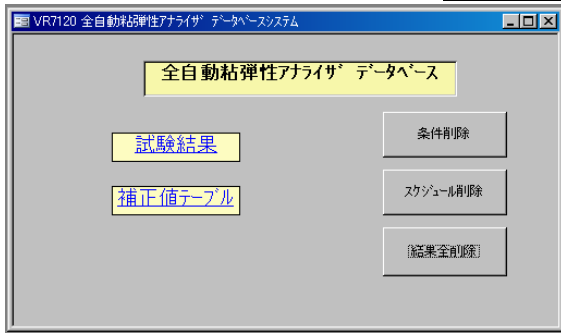 VR7120 全自動粘弾性ｱﾅﾗｲｻﾞ ﾃﾞｰﾀﾍﾞｰｽｼｽﾃﾑ
全自動粘弾性ｱﾅﾗｲｻﾞ ﾃﾞｰﾀﾍﾞｰｽ
試験結果
条件削除
補正値ﾃｰﾌﾞﾙ
ｽｹｼﾞｭｰﾙ削除
結果全削除